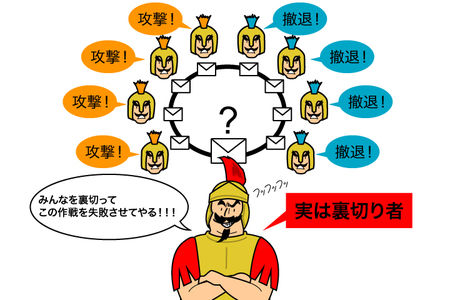 攻撃！
撤退！
攻撃！
撤退！
攻撃！
撤退！
攻撃！
撤退！
？
フッフッフッ
みんなを裏切って
この作戦を失敗させてやる！！！
実は裏切り者